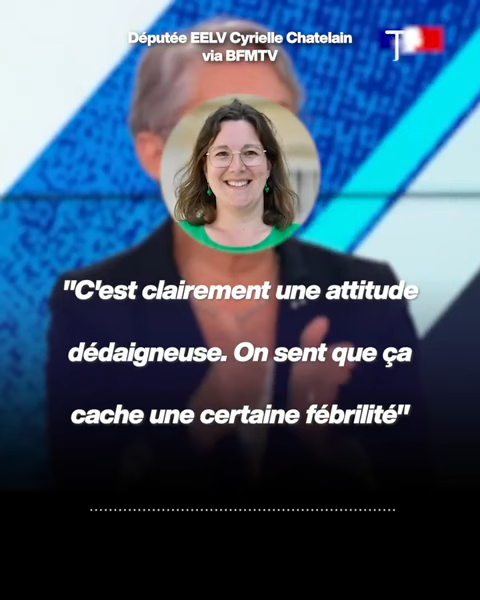 Députée EELV Cyrielle Chatelain
via BFMTV
TJ
"C'est clairement une attitude
dédaigneuse. On sent que ça
cache une certaine fébrilité"